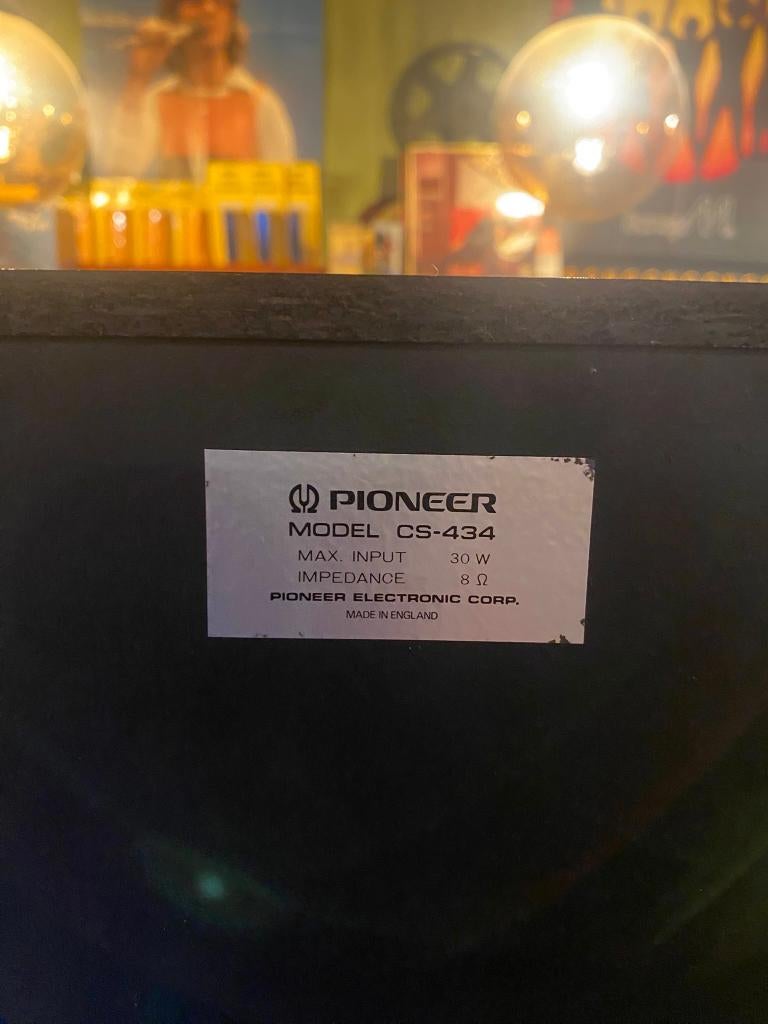 PIONEER
MODEL CS-434
MAX. INPUT 30 W
IMPEDANCE 8 Ω
PIONEER ELECTRONIC CORP.
MADE IN ENGLAND